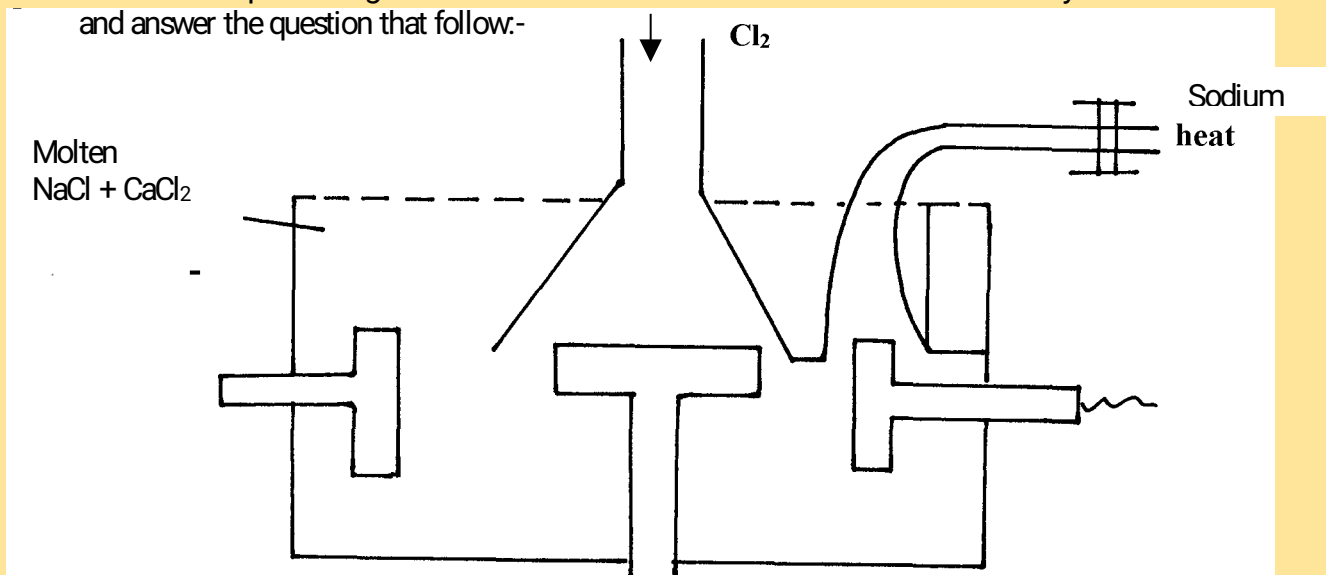 and answer the question that follow:-
Cl₂
Sodium
heat
Molten
NaCl + CaCl₂
-